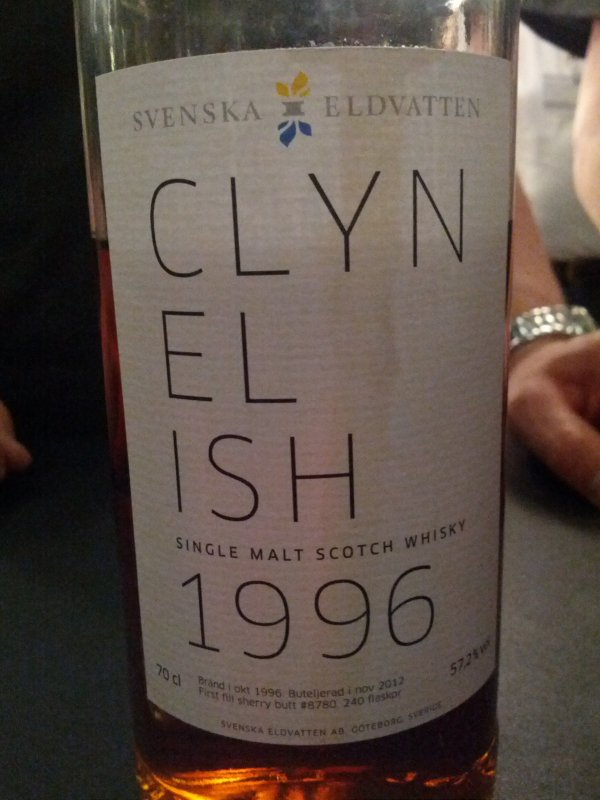 SVENSKA ELDVATTEN
CLYN
EL
ISH
SINGLE MALT SCOTCH WHISKY
1996
70 cl
Bränd i okt 1996. Buteljerad i nov 2012
First fill sherry butt #8780. 240 flaskor
57,2% vol
SVENSKA ELDVATTEN AB, GÖTEBORG, SVERIGE